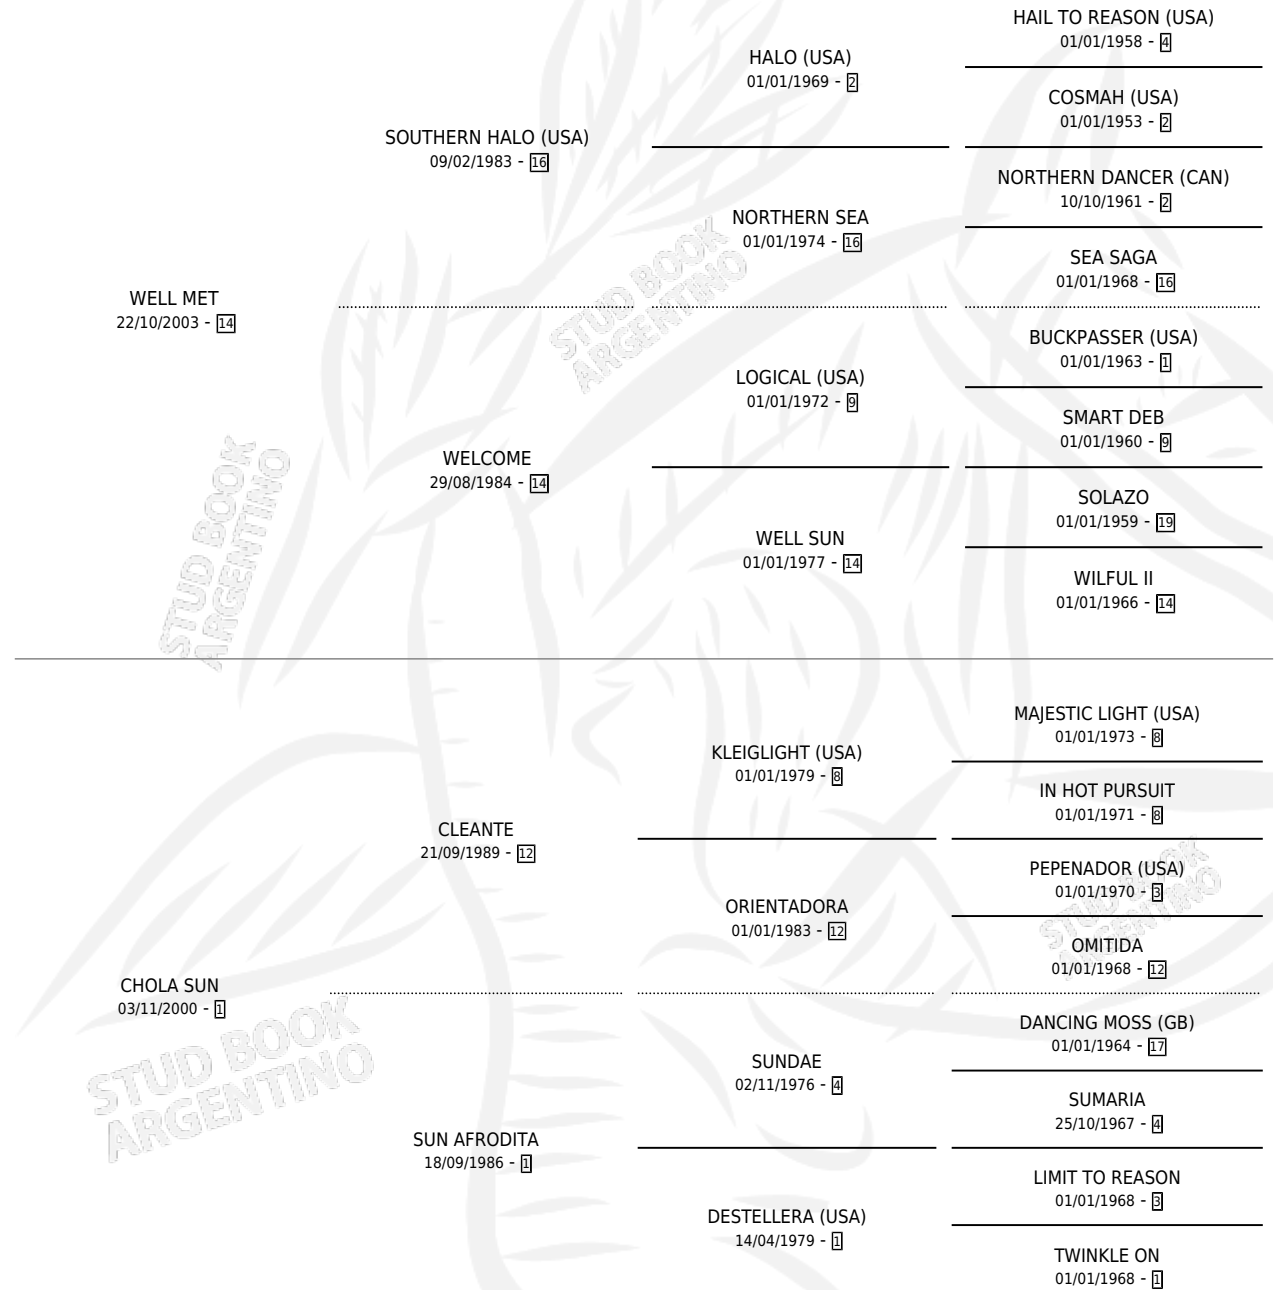 HAIL TO REASON (USA)
01/01/1958 - 4
HALO (USA)
01/01/1969 - 2
COSMAH (USA)
01/01/1953 - 2
SOUTHERN HALO (USA)
09/02/1983 - 16
NORTHERN DANCER (CAN)
10/10/1961 - 2
NORTHERN SEA
01/01/1974 - 16
SEA SAGA
01/01/1968 - 16
WELL MET
22/10/2003 - 14
STUD BOOK
ARGENTINO
BUCKPASSER (USA)
01/01/1963 - 1
LOGICAL (USA)
01/01/1972 - 9
SMART DEB
01/01/1960 - 9
WELCOME
29/08/1984 - 14
SOLAZO
01/01/1959 - 19
WELL SUN
01/01/1977 - 14
WILFUL II
01/01/1966 - 14
STUD BOOK
ARGENTINO
MAJESTIC LIGHT (USA)
01/01/1973 - 8
KLEIGLIGHT (USA)
01/01/1979 - 8
IN HOT PURSUIT
01/01/1971 - 8
CLEANTE
21/09/1989 - 12
PEPENADOR (USA)
01/01/1970 - 3
ORIENTADORA
01/01/1983 - 12
STUD BOOK
ARGENTINO
OMITIDA
01/01/1968 - 12
CHOLA SUN
03/11/2000 - 1
DANCING MOSS (GB)
01/01/1964 - 17
SUNDAE
02/11/1976 - 4
STUD BOOK
ARGENTINO
SUMARIA
25/10/1967 - 4
SUN AFRODITA
18/09/1986 - 1
LIMIT TO REASON
01/01/1968 - 3
DESTELLERA (USA)
14/04/1979 - 1
TWINKLE ON
01/01/1968 - 1